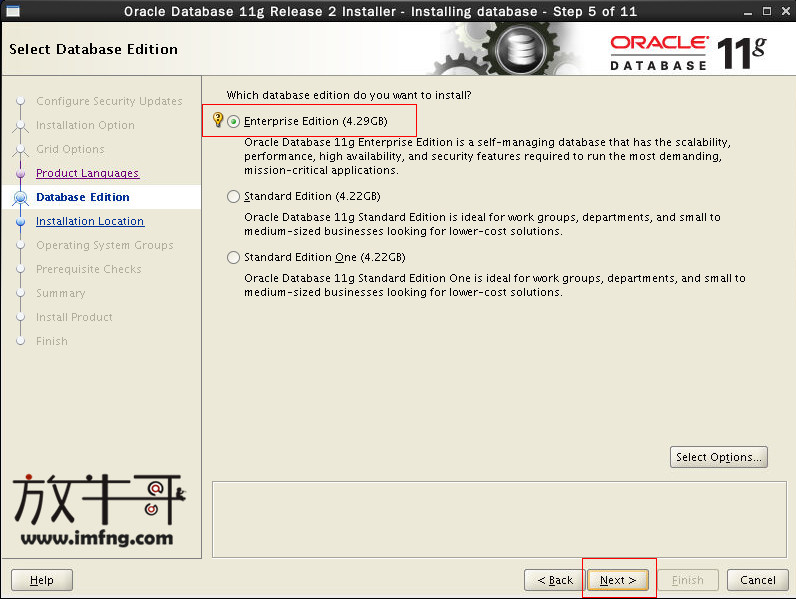 Oracle Database 11g Release 2 Installer - Installing database - Step 5 of 11
Select Database Edition
ORACLE
DATABASE
11g
Configure Security Updates
Installation Option
Grid Options
Product Languages
Database Edition
Installation Location
Operating System Groups
Prerequisite Checks
Summary
Install Product
Finish
Which database edition do you want to install?
Enterprise Edition (4.29GB)
Oracle Database 11g Enterprise Edition is a self-managing database that has the scalability,
performance, high availability, and security features required to run the most demanding,
mission-critical applications.
Standard Edition (4.22GB)
Oracle Database 11g Standard Edition is ideal for work groups, departments, and small to
medium-sized businesses looking for lower-cost solutions.
Standard Edition One (4.22GB)
Oracle Database 11g Standard Edition One is ideal for work groups, departments, and small to
medium-sized businesses looking for lower-cost solutions.
Select Options...
放牛哥
www.imfng.com
Help
< Back
Next >
Finish
Cancel